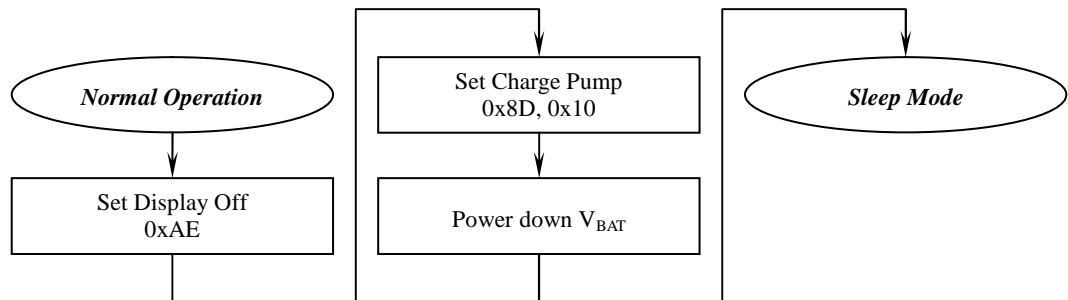 Normal Operation
Set Display Off
0xAE
Set Charge Pump
0x8D, 0x10
Power down VBAT
Sleep Mode